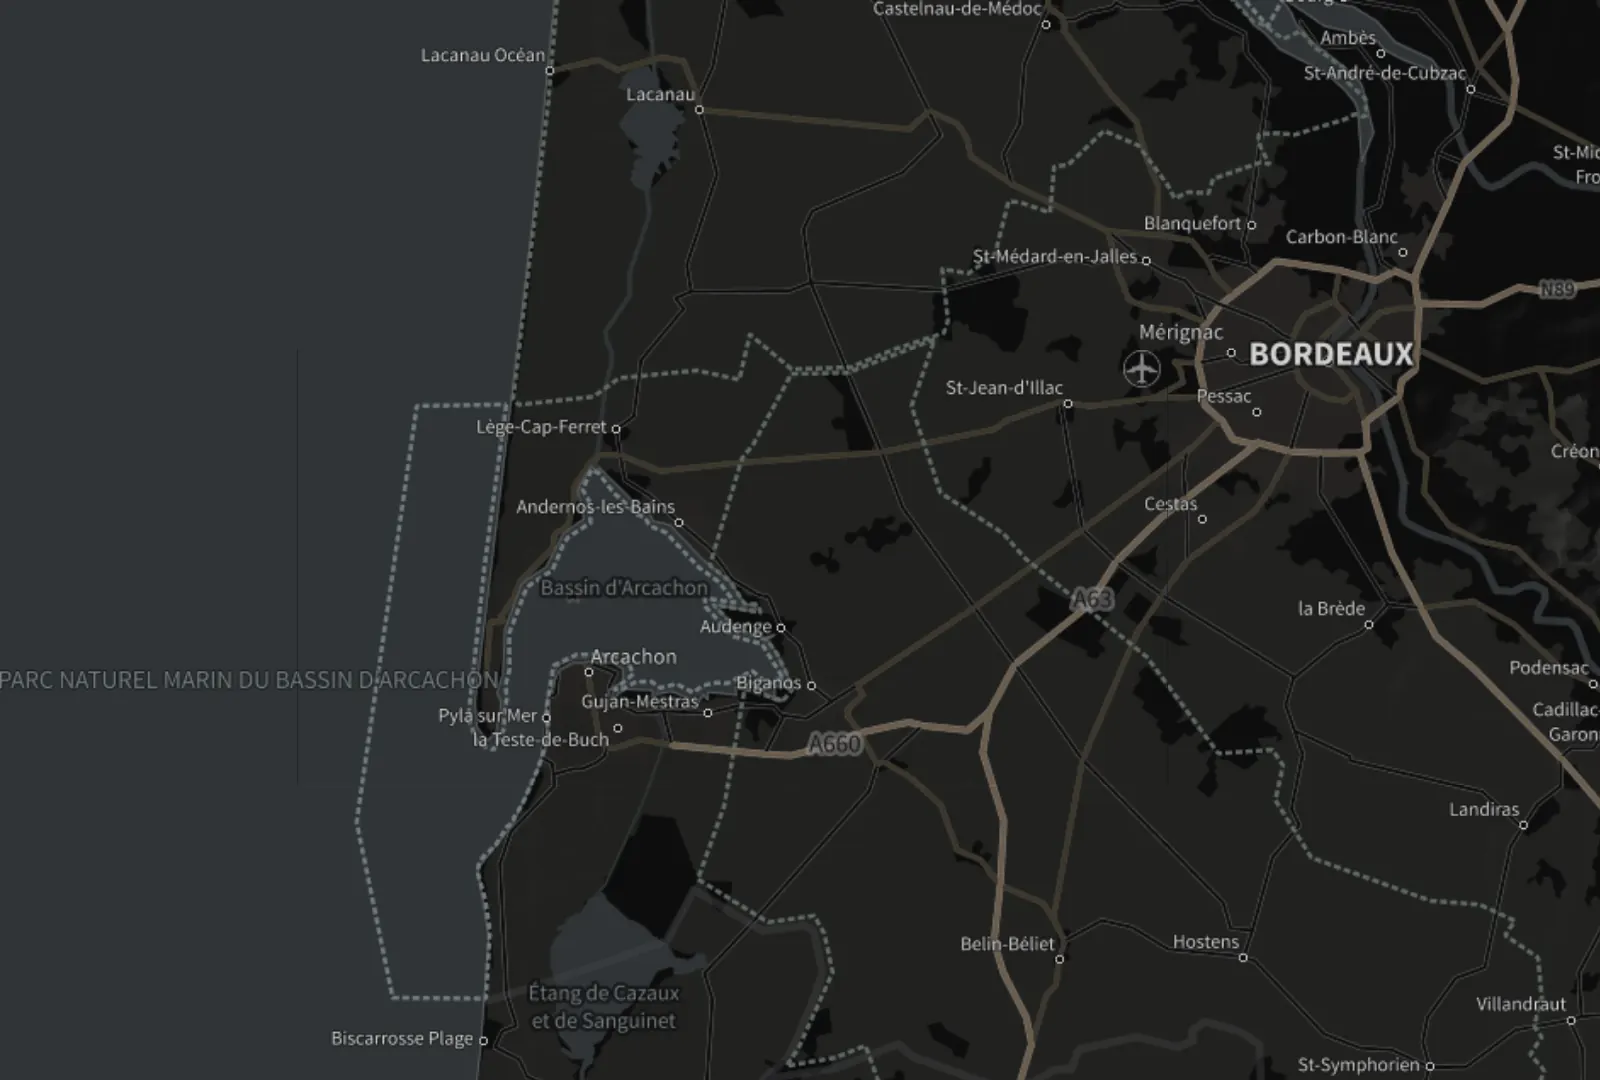 Castelnau-de-Médoc
Ambès
Lacanau Océan
St-André-de-Cubzac
Lacanau
St-Mic
Fro
Blanquefort
Carbon-Blanc
St-Médard-en-Jalles
N89
Mérignac
BORDEAUX
St-Jean-d'Illac
Pessac
Lège-Cap-Ferret
Créon
Andernos-les-Bains
Cestas
Bassin d'Arcachon
A63
la Brède
Audenge
Arcachon
Podensac
PARC NATUREL MARIN DU BASSIN D'ARCACHON
Biganos
Gujan-Mestras
Pyla sur Mer
Cadillac-
Garon
la Teste-de-Buch
A660
Landiras
Belin-Béliet
Hostens
Étang de Cazaux
et de Sanguinet
Villandraut
Biscarrosse Plage
St-Symphorien